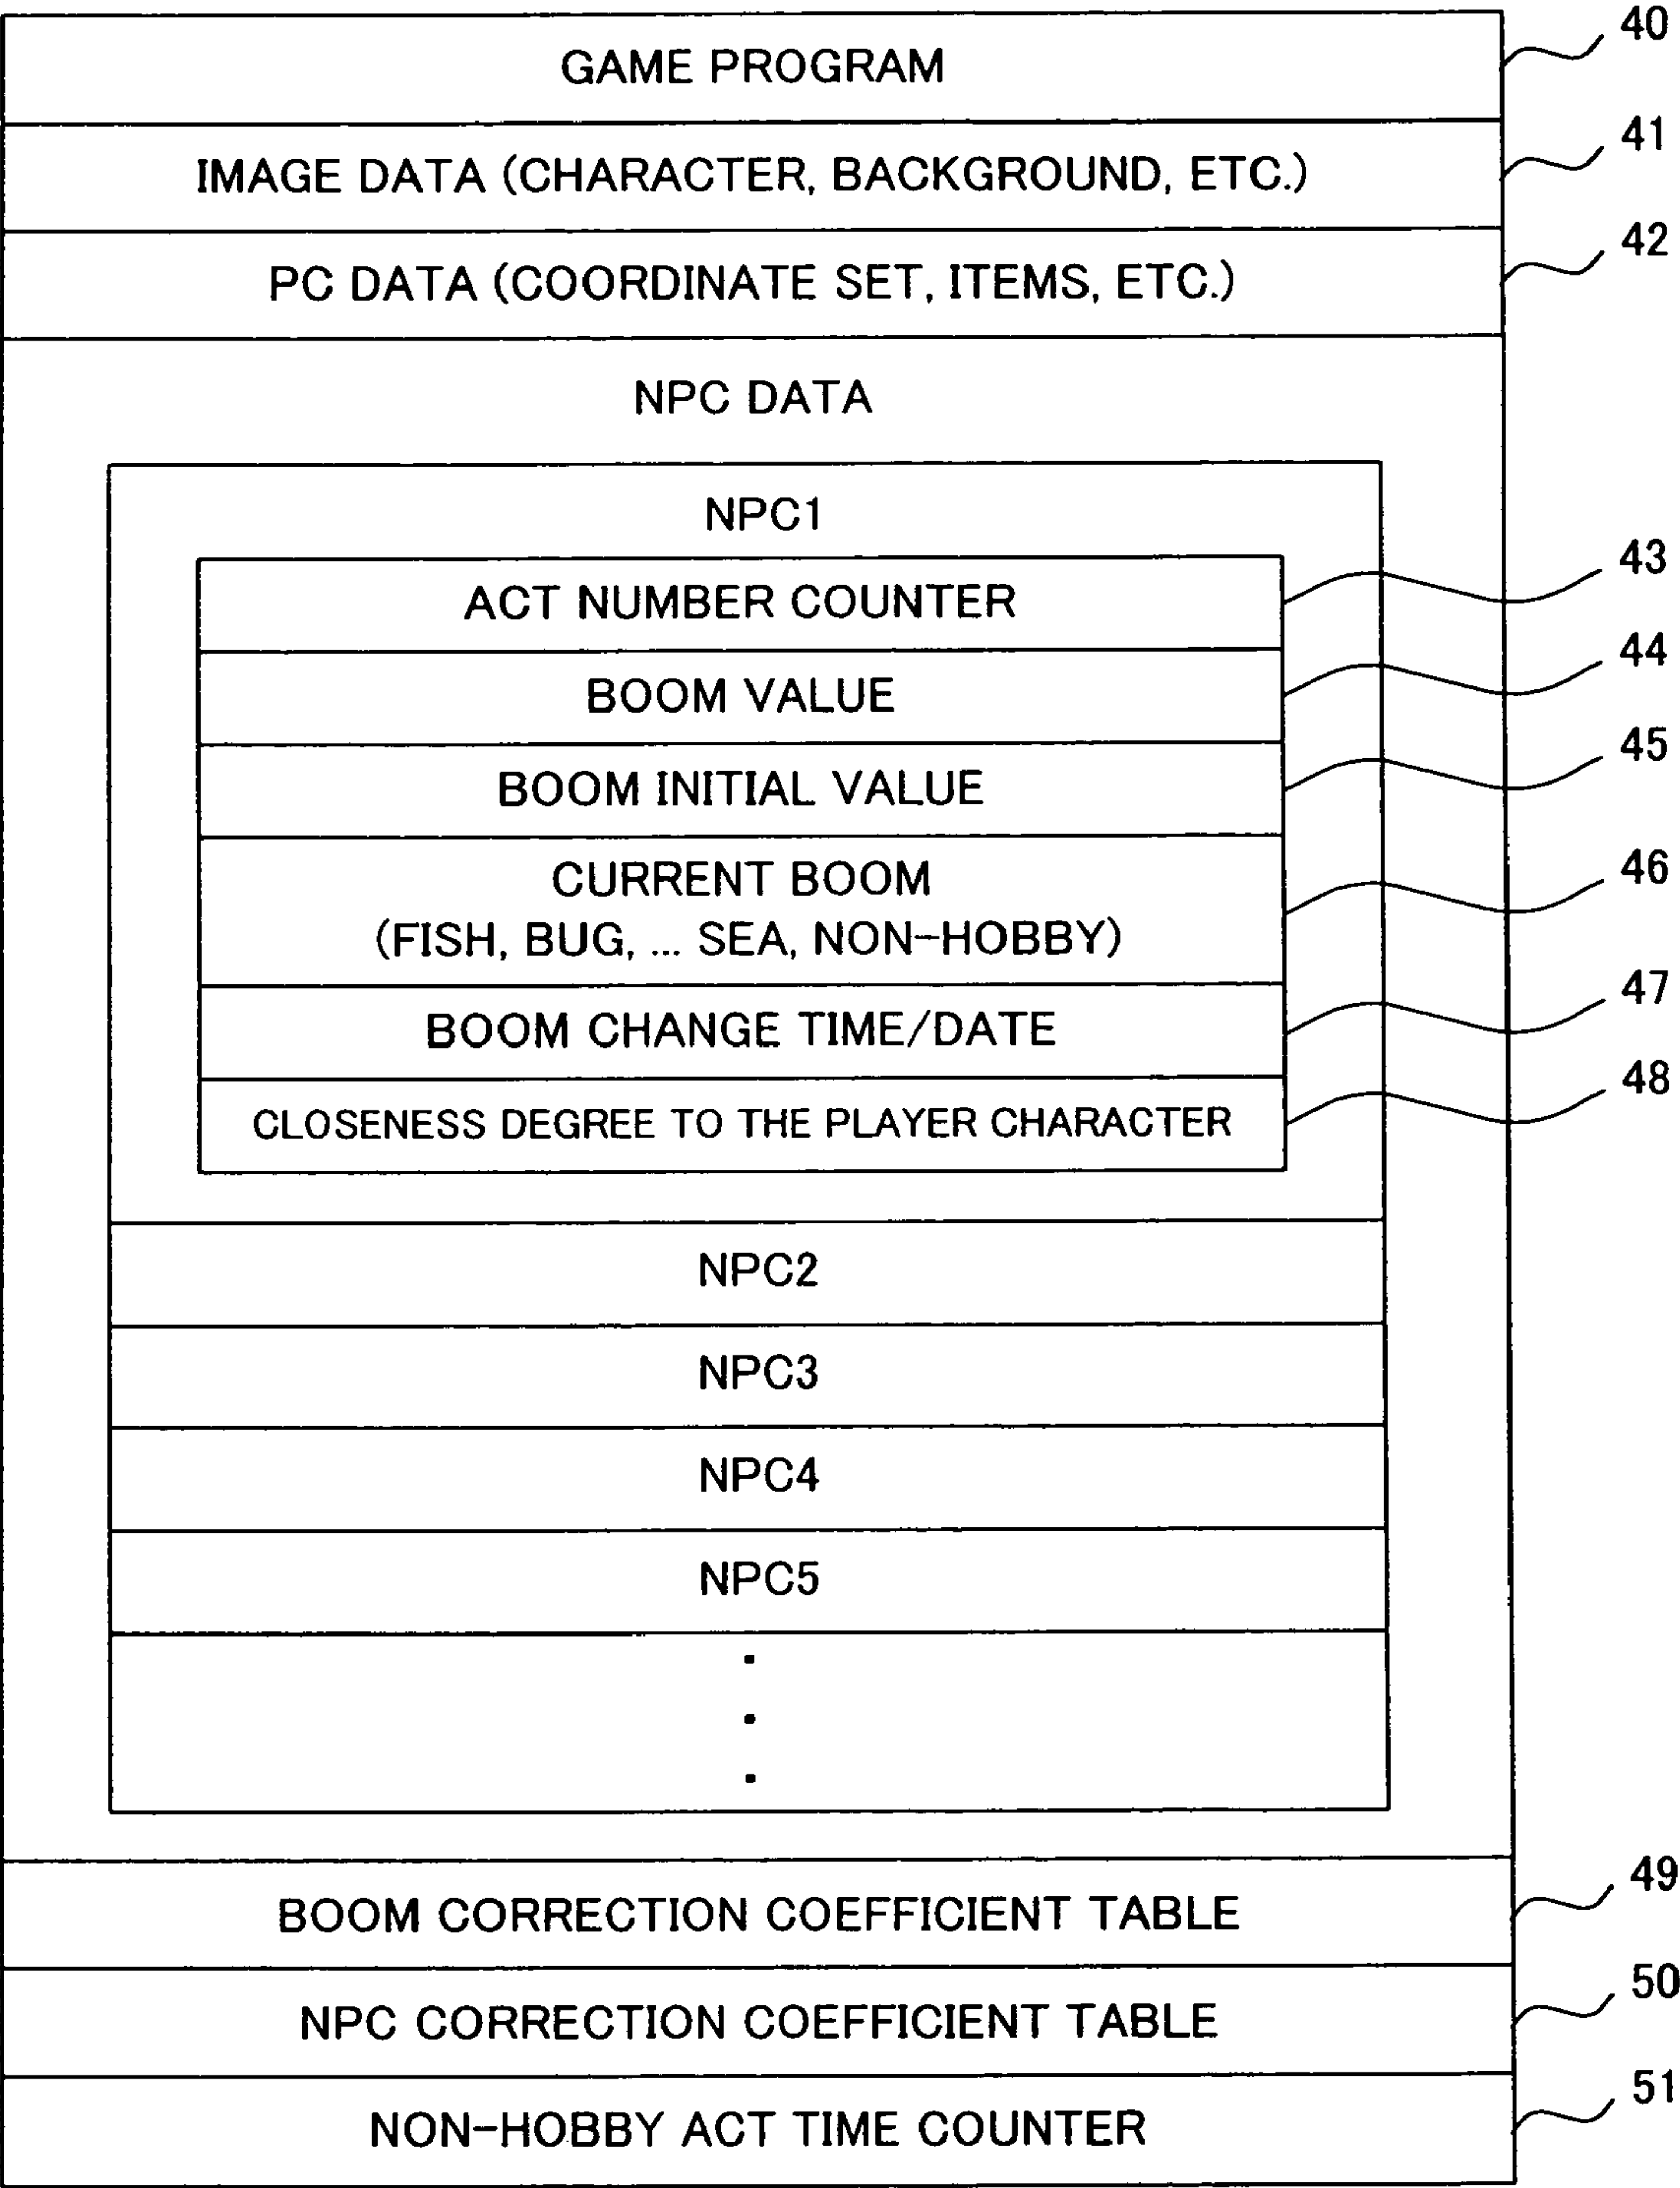 GAME PROGRAM 40
IMAGE DATA (CHARACTER, BACKGROUND, ETC.) 41
PC DATA (COORDINATE SET, ITEMS, ETC.) 42
NPC DATA
NPC1
ACT NUMBER COUNTER 43
BOOM VALUE 44
BOOM INITIAL VALUE 45
CURRENT BOOM 46
(FISH, BUG, ... SEA, NON-HOBBY)
BOOM CHANGE TIME/DATE 47
CLOSENESS DEGREE TO THE PLAYER CHARACTER 48
NPC2
NPC3
NPC4
NPC5
.
.
.
BOOM CORRECTION COEFFICIENT TABLE 49
NPC CORRECTION COEFFICIENT TABLE 50
NON-HOBBY ACT TIME COUNTER 51